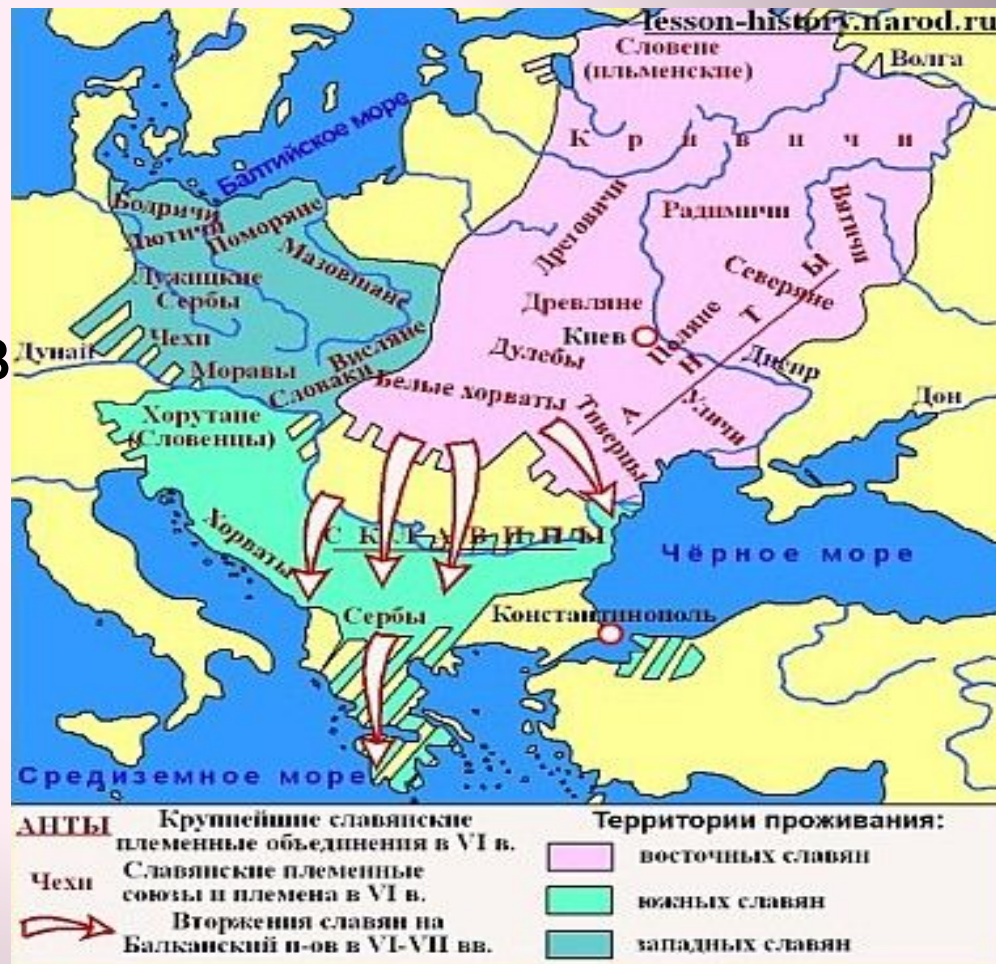 lesson-history.narod.ru
Словене
(ильменские)
Волга
Балтийское море
Кривичи
Бодричи
Лютичи
Поморяне
Мазовшане
Лужицкие
Сербы
Дреговичи
Радимичи
Вятичи
Северяне
Древляне
Киев
Поляне
АНТЫ
Дулебы
Днепр
В
Дунай
Чехи
Моравы
Висляне
Словаки
Белые хорваты
Тиверцы
Уличи
Дон
Хорутане
(Словенцы)
Хорваты
СКЛАВИНЫ
Чёрное море
Сербы
Константинополь
Средиземное море
АНТЫ Крупнейшие славянские
племенные объединения в VI в.
Чехи Славянские племенные
союзы и племена в VI в.
Вторжения славян на
Балканский п-ов в VI-VII вв.
Территории проживания:
восточных славян
южных славян
западных славян